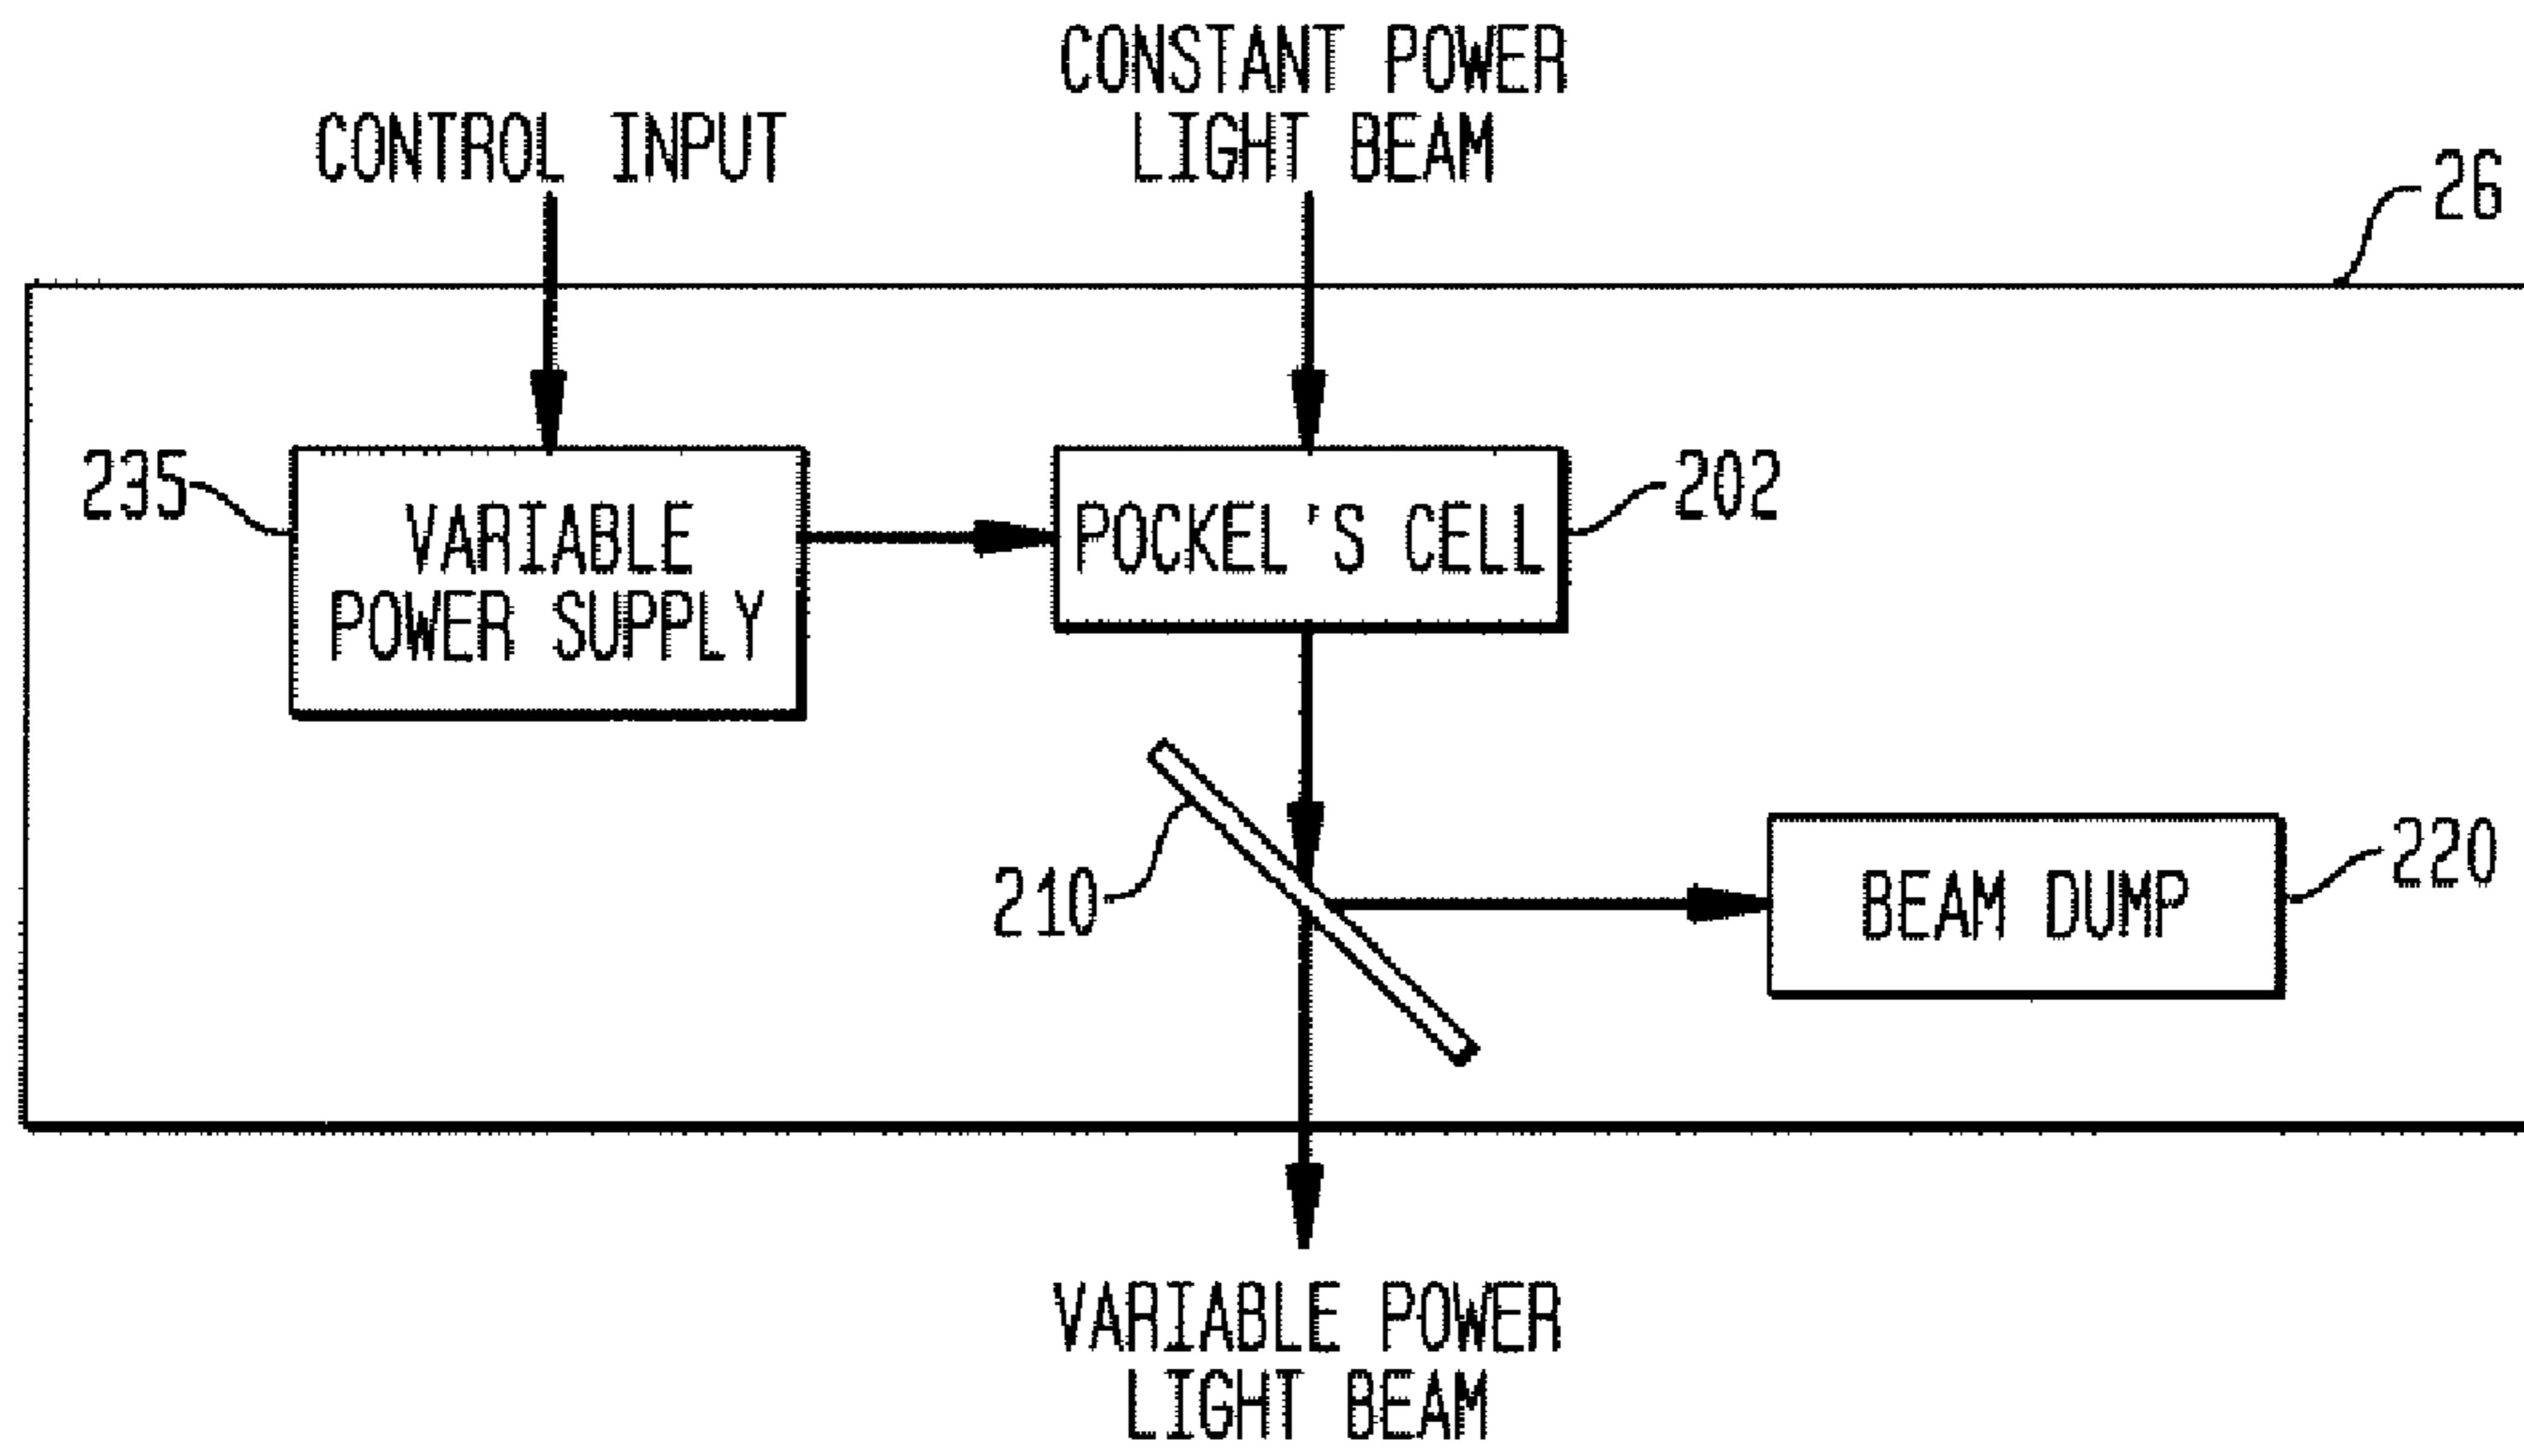 CONSTANT POWER
LIGHT BEAM
CONTROL INPUT
26
235
VARIABLE
POWER SUPPLY
POCKEL'S CELL
202
210
BEAM DUMP
220
VARIABLE POWER
LIGHT BEAM